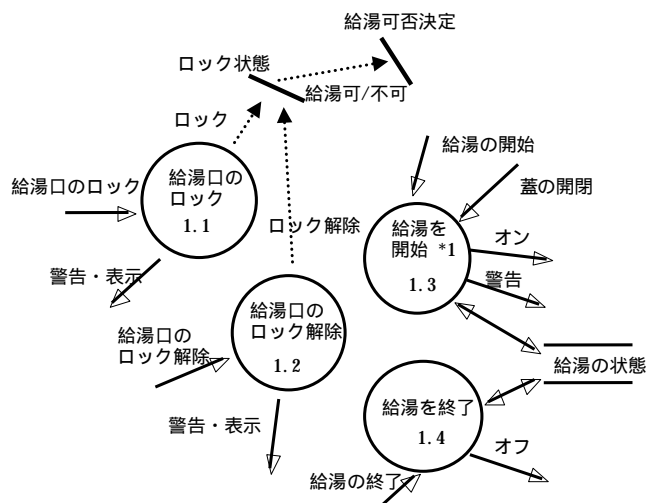 給湯可否決定
ロック状態
給湯可/不可
ロック
給湯の開始
蓋の開閉
給湯口のロック
給湯口の
ロック
1.1
ロック解除
給湯を
開始 *1
1.3
オン
警告
警告・表示
給湯口の
ロック解除
給湯口の
ロック解除
1.2
給湯の状態
給湯を終了
1.4
警告・表示
オフ
給湯の終了